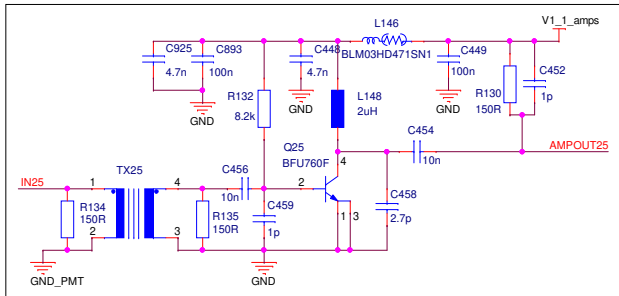 L146
V1_1_amps
BLM03HD471SN1
C925
4.7n
C893
100n
C448
4.7n
C449
100n
C452
1p
R130
150R
GND
GND
GND
R132
8.2k
L148
2uH
C454
10n
AMPOUT25
Q25
BFU760F
4
2
1
3
IN25
TX25
1
4
2
3
C456
10n
R134
150R
R135
150R
C459
1p
C458
2.7p
GND_PMT
GND